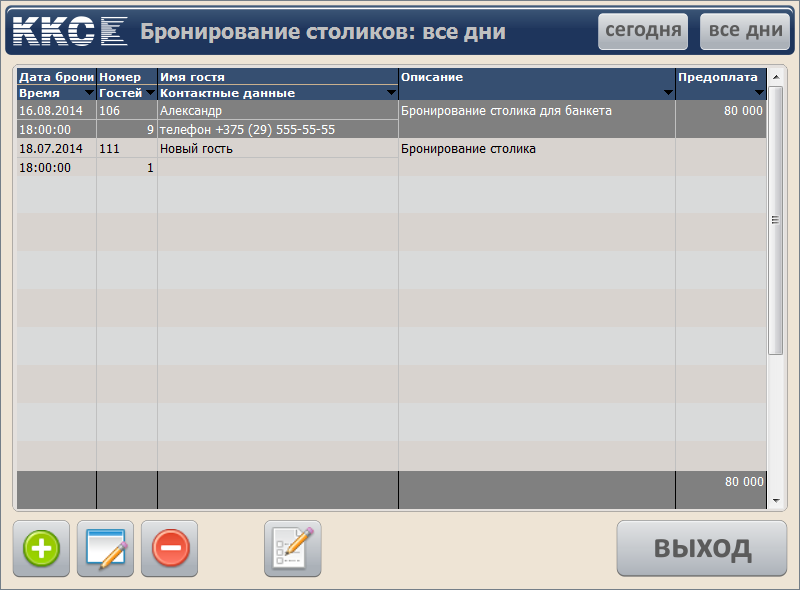 ККС Бронирование столиков: все дни сегодня все дни
Дата брони Номер Имя гостя Описание Предоплата
Время Гостей Контактные данные
16.08.2014 106 Александр Бронирование столика для банкета 80 000
18:00:00 9 телефон +375 (29) 555-55-55
18.07.2014 111 Новый гость Бронирование столика
18:00:00 1
80 000
ВЫХОД